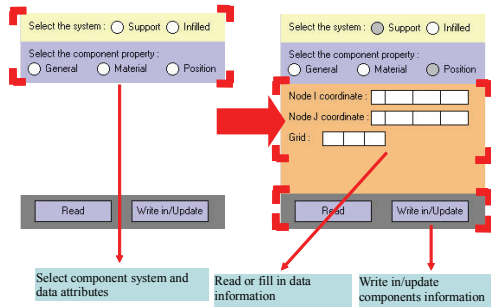 Select the system : Support Infilled
Select the component property :
General Material Position
Read Write in/Update
Select the system : Support Infilled
Select the component property :
General Material Position
Node I coordinate :
Node J coordinate :
Grid :
Read Write in/Update
Select component system and
data attributes
Read or fill in data
information
Write in/update
components information